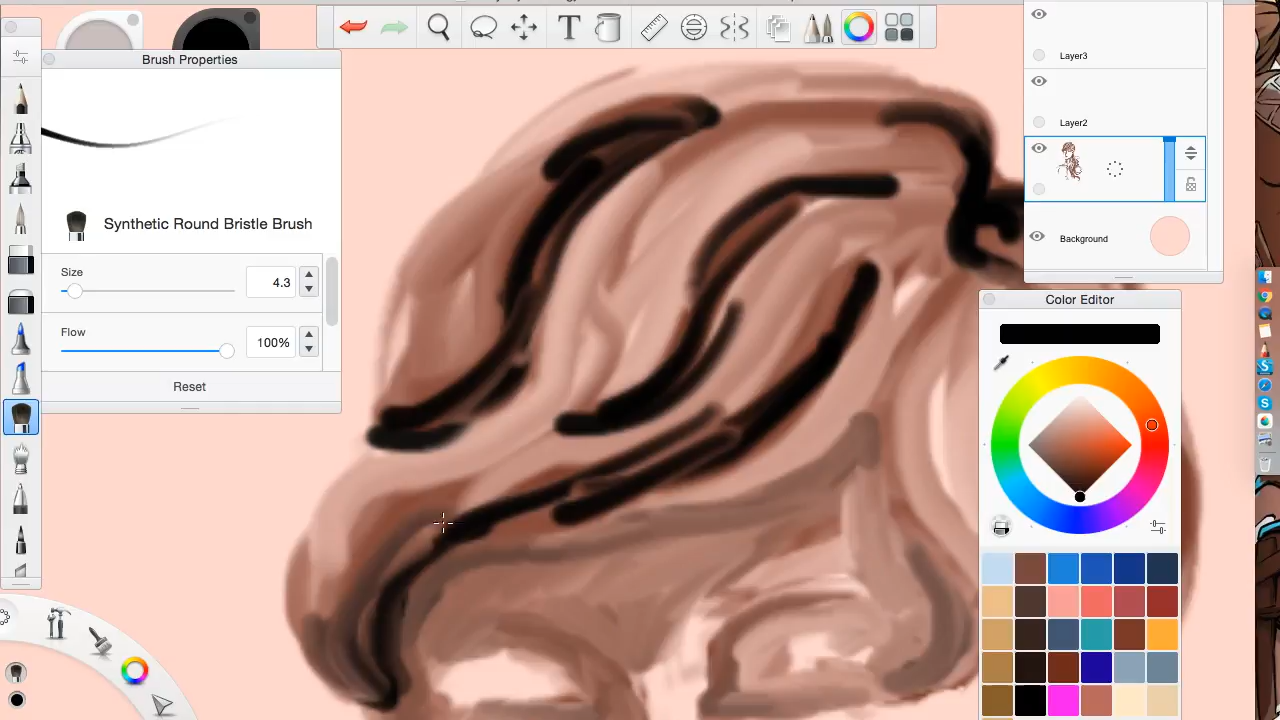 Brush Properties
Synthetic Round Bristle Brush
Size
4.3
Flow
100%
Reset
T
Layer3
Layer2
Background
Color Editor